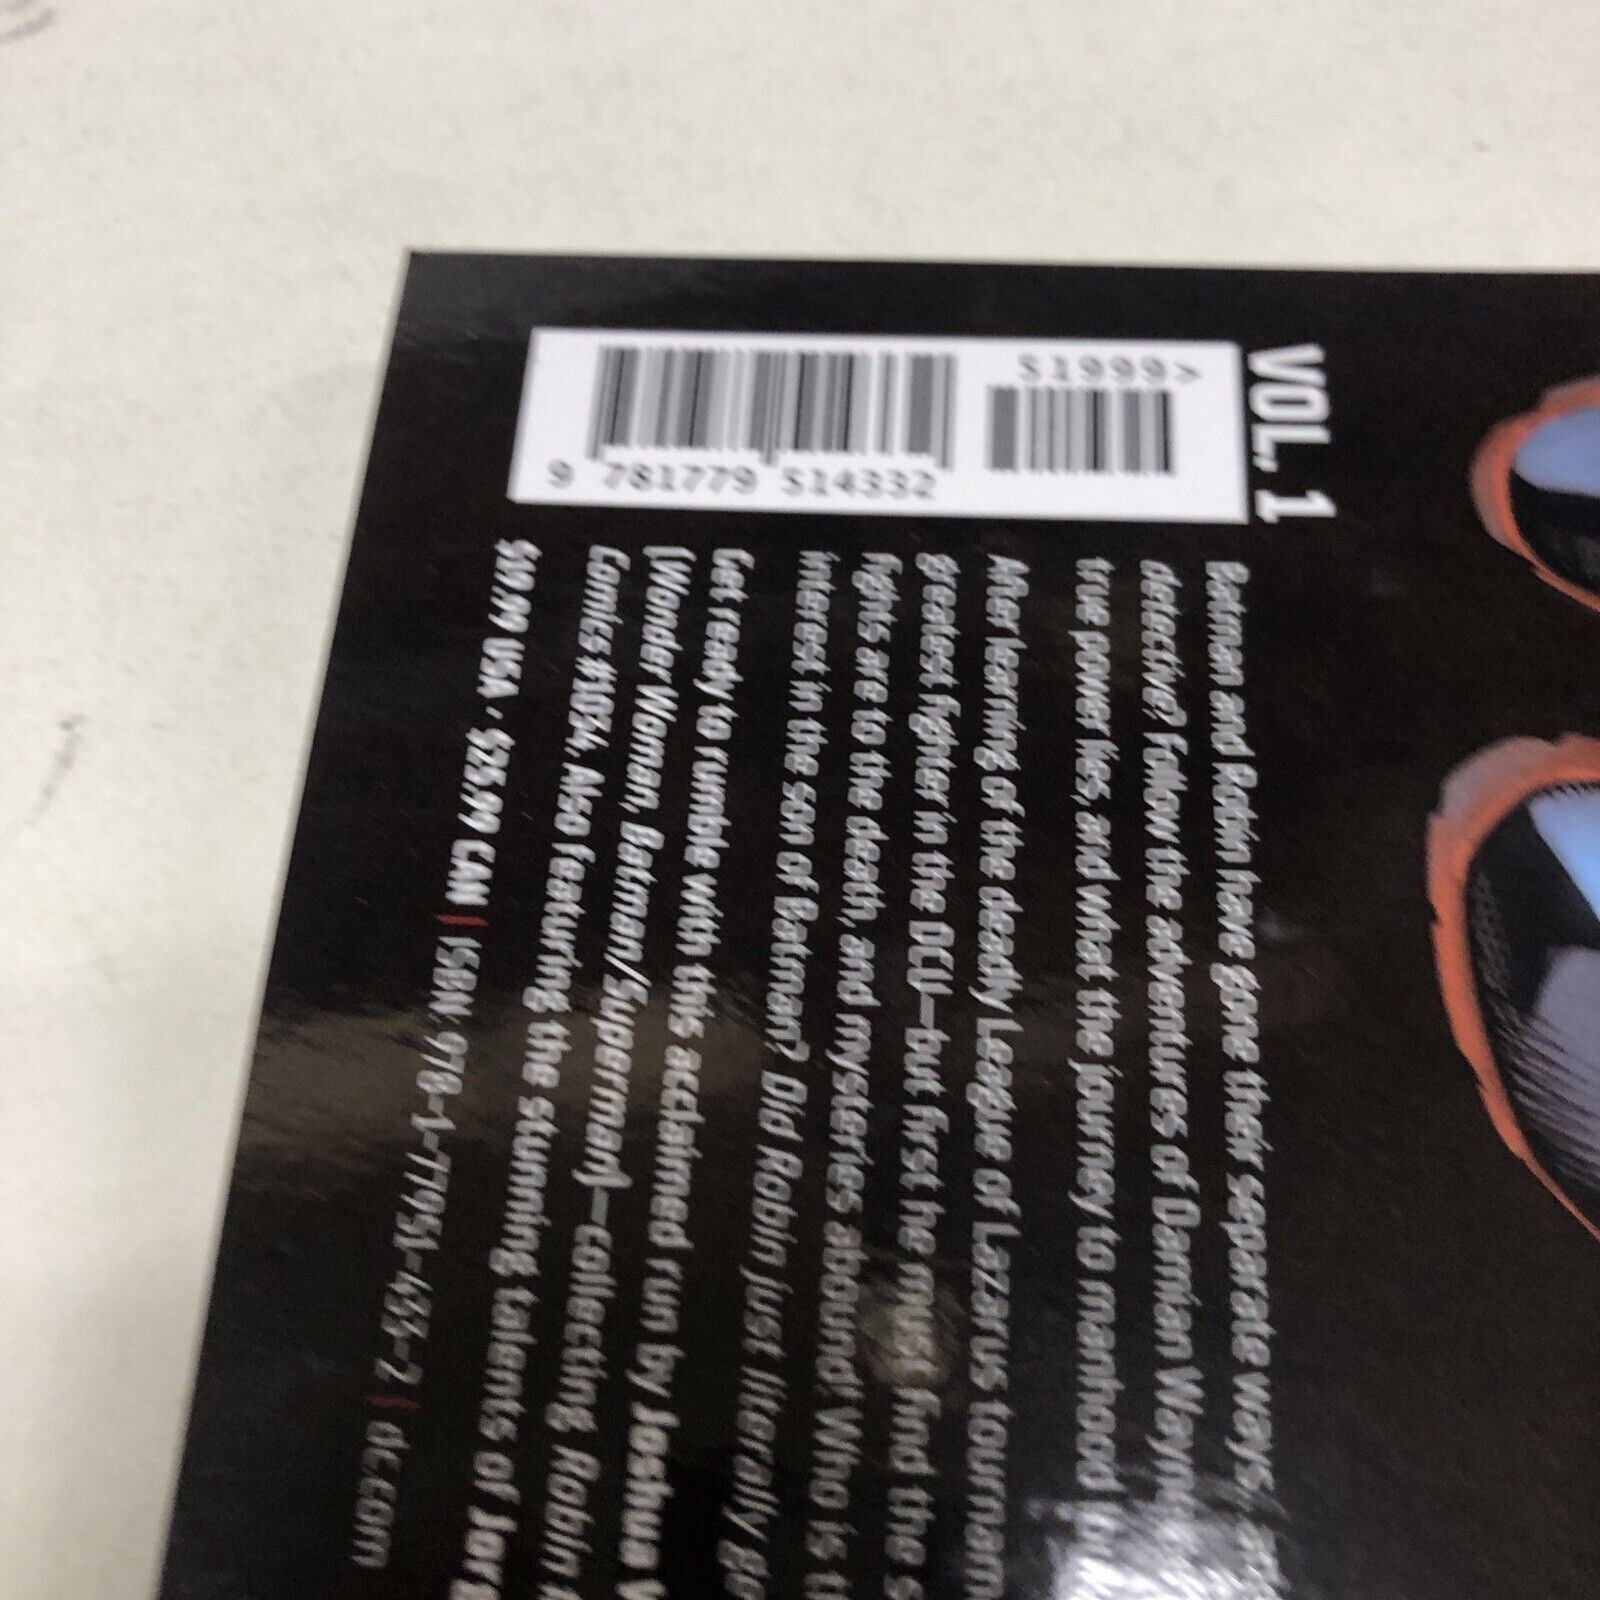 VOL. 1
51999>
9 781779 514332
Batman and Robin have gone their separate ways,
detective? Follow the adventures of Damian Wayn
true power lies, and what the journey to manhood
After learning of the deadly League of Lazarus tournam
greatest fighter in the DCU—but first he must find the
fights are to the death, and mysteries abound! Who is
interest in the son of Batman? Did Robin just literally
Get ready to rumble with this acclaimed run by Joshua
(Wonder Woman, Batman/Superman)—collecting Robin
Comics #1034. Also featuring the stunning talents of Jor
$19.99 USA • $25.99 CAN | ISBN: 978-1-77951-433-2 | dc.com